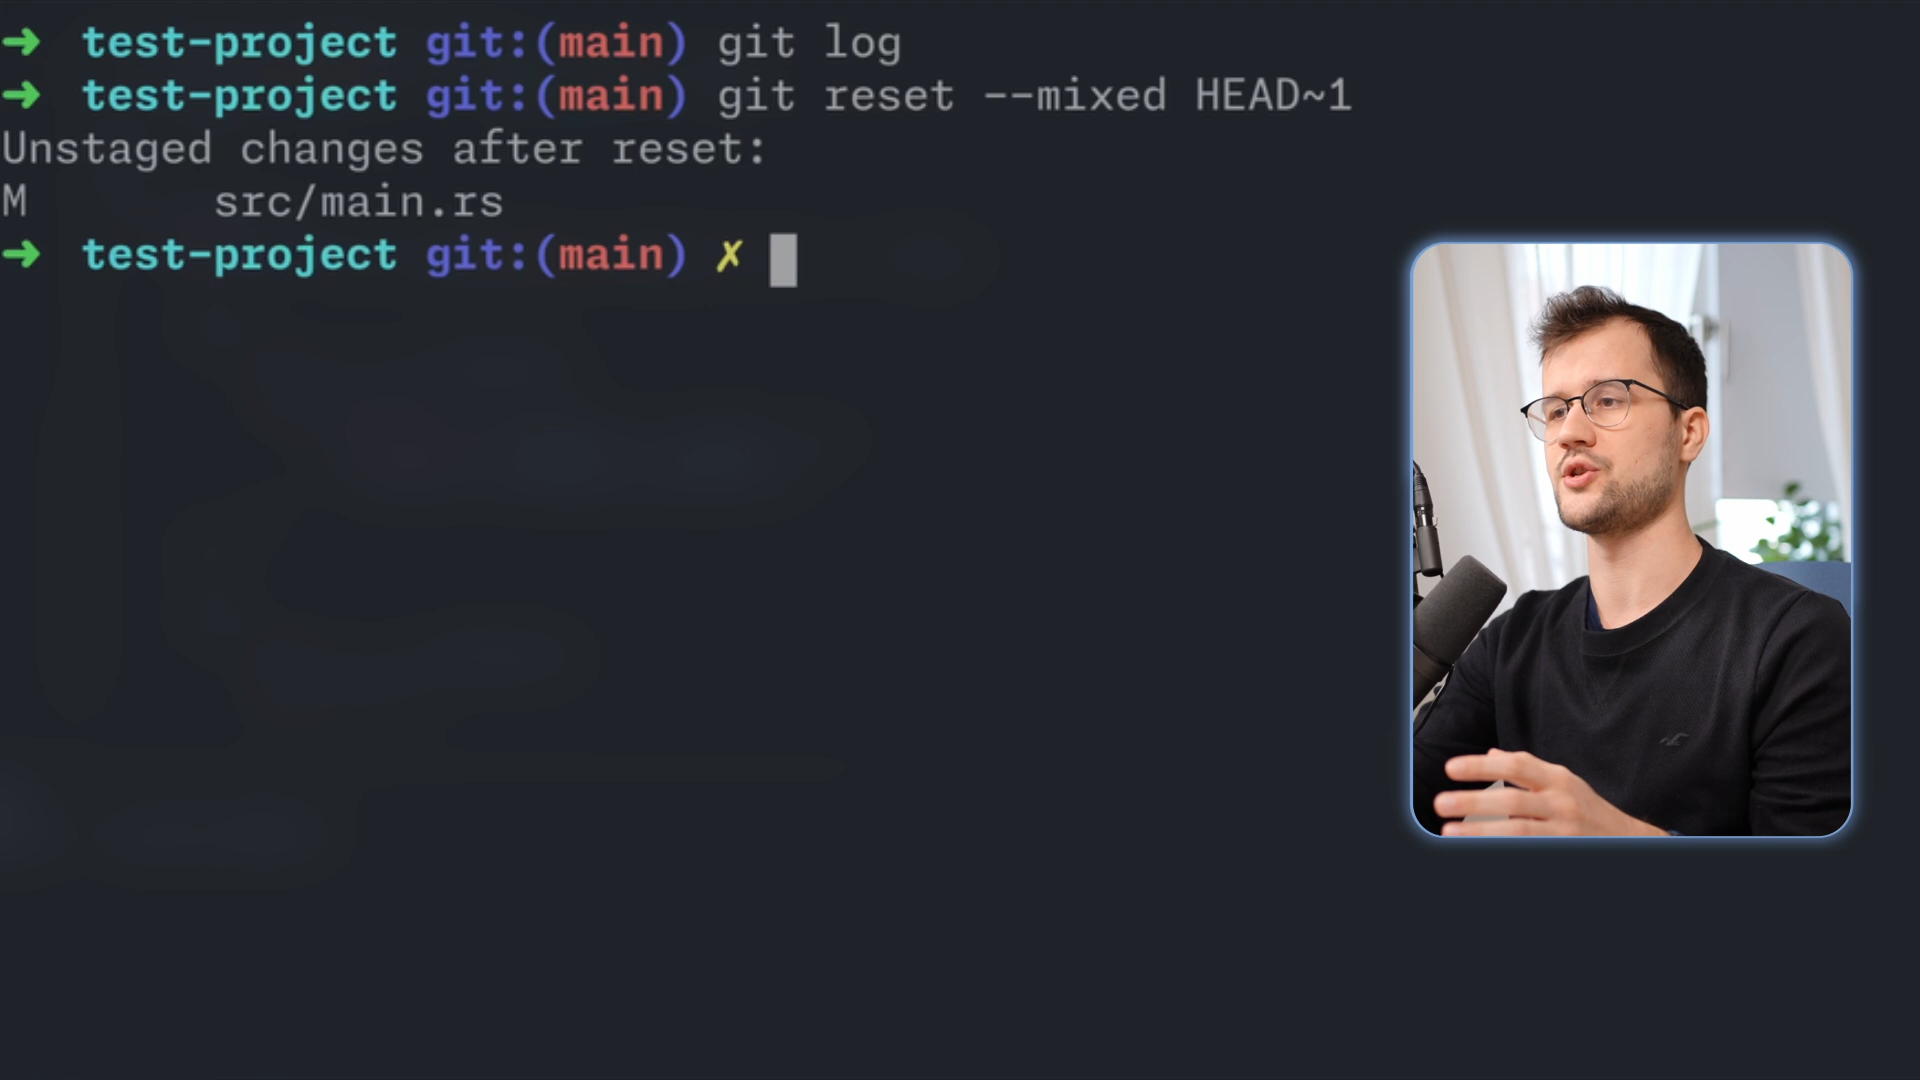 ➜ test-project git:(main) git log
➜ test-project git:(main) git reset --mixed HEAD~1
Unstaged changes after reset:
M       src/main.rs
➜ test-project git:(main) ✗